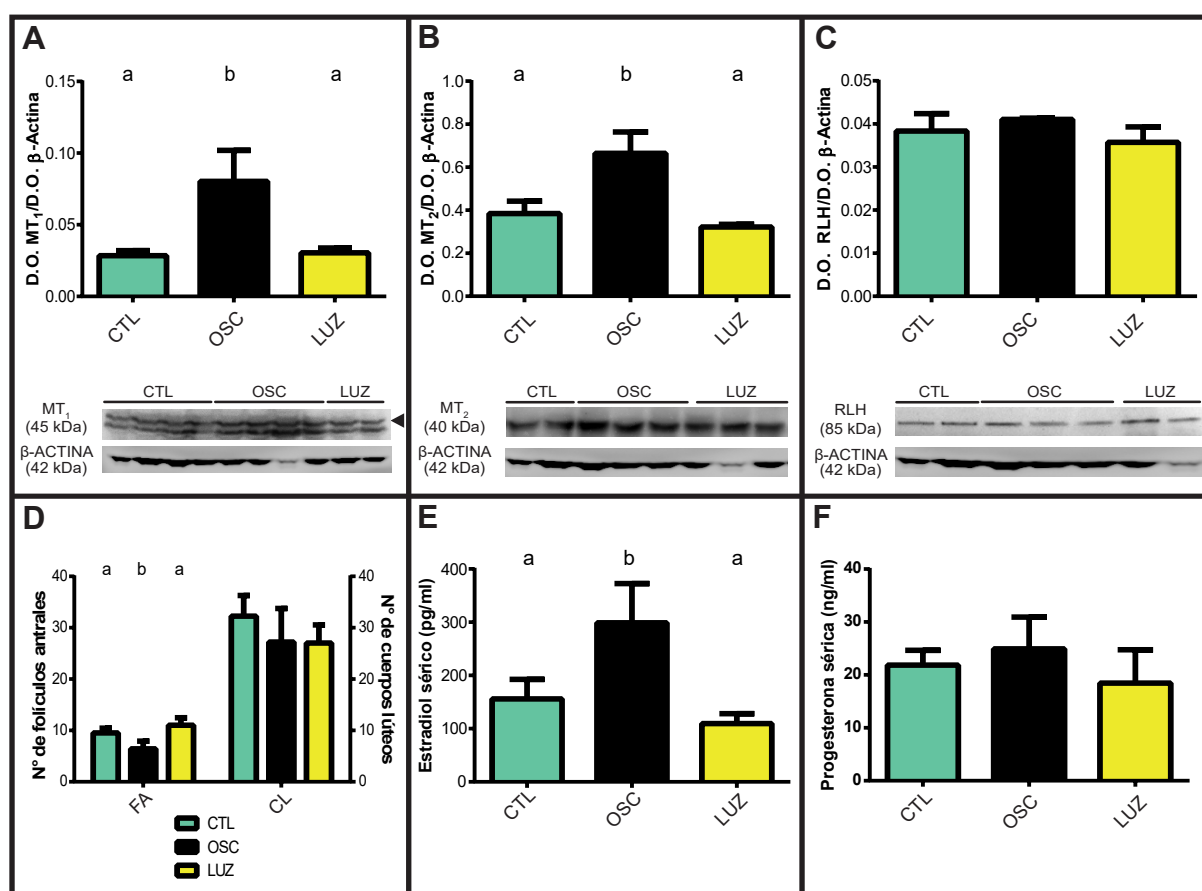 A
D.O. MT1/D.O. β-Actina
a b a
0.15
0.10
0.05
0.00
CTL OSC LUZ
CTL OSC LUZ
MT1
(45 kDa)
β-ACTINA
(42 kDa)
B
D.O. MT2/D.O. β-Actina
a b a
1.0
0.8
0.6
0.4
0.2
0.0
CTL OSC LUZ
CTL OSC LUZ
MT2
(40 kDa)
β-ACTINA
(42 kDa)
C
D.O. RLH/D.O. β-Actina
0.05
0.04
0.03
0.02
0.01
0.00
CTL OSC LUZ
CTL OSC LUZ
RLH
(85 kDa)
β-ACTINA
(42 kDa)
D
N° de folículos antrales
a b a
40
30
20
10
0
FA CL
40
30
20
10
0
N° de cuerpos lúteos
CTL
OSC
LUZ
E
Estradiol sérico (pg/ml)
a b a
400
300
200
100
0
CTL OSC LUZ
F
Progesterona sérica (ng/ml)
40
30
20
10
0
CTL OSC LUZ